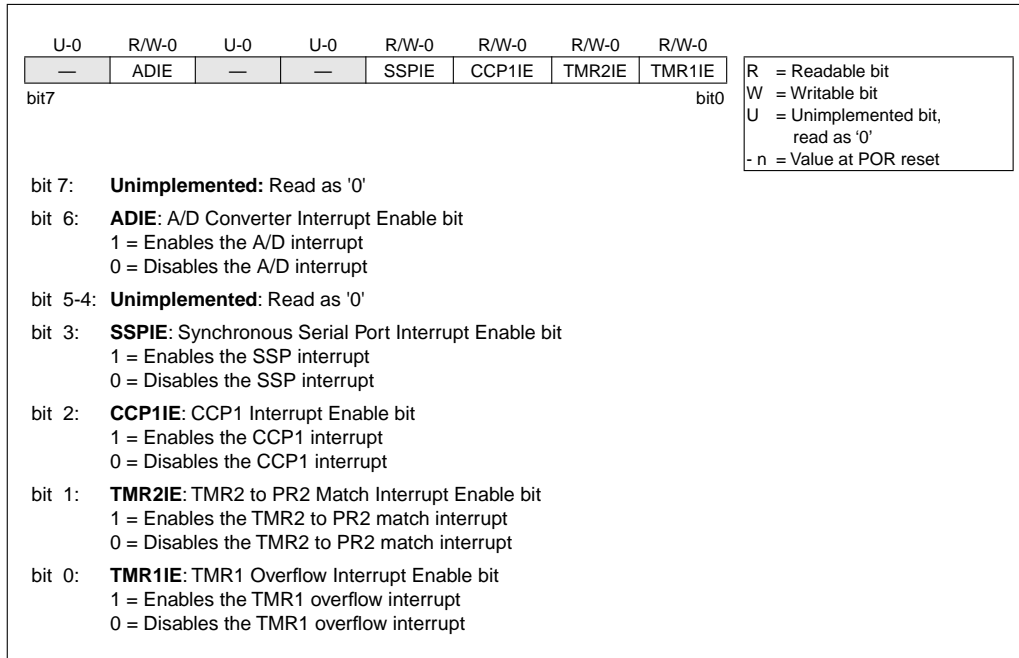 U-0 R/W-0 U-0 U-0 R/W-0 R/W-0 R/W-0 R/W-0
— ADIE — — SSPIE CCP1IE TMR2IE TMR1IE
bit7 bit0
R = Readable bit
W = Writable bit
U = Unimplemented bit,
read as ‘0’
- n = Value at POR reset
bit 7: Unimplemented: Read as '0'
bit 6: ADIE: A/D Converter Interrupt Enable bit
1 = Enables the A/D interrupt
0 = Disables the A/D interrupt
bit 5-4: Unimplemented: Read as '0'
bit 3: SSPIE: Synchronous Serial Port Interrupt Enable bit
1 = Enables the SSP interrupt
0 = Disables the SSP interrupt
bit 2: CCP1IE: CCP1 Interrupt Enable bit
1 = Enables the CCP1 interrupt
0 = Disables the CCP1 interrupt
bit 1: TMR2IE: TMR2 to PR2 Match Interrupt Enable bit
1 = Enables the TMR2 to PR2 match interrupt
0 = Disables the TMR2 to PR2 match interrupt
bit 0: TMR1IE: TMR1 Overflow Interrupt Enable bit
1 = Enables the TMR1 overflow interrupt
0 = Disables the TMR1 overflow interrupt